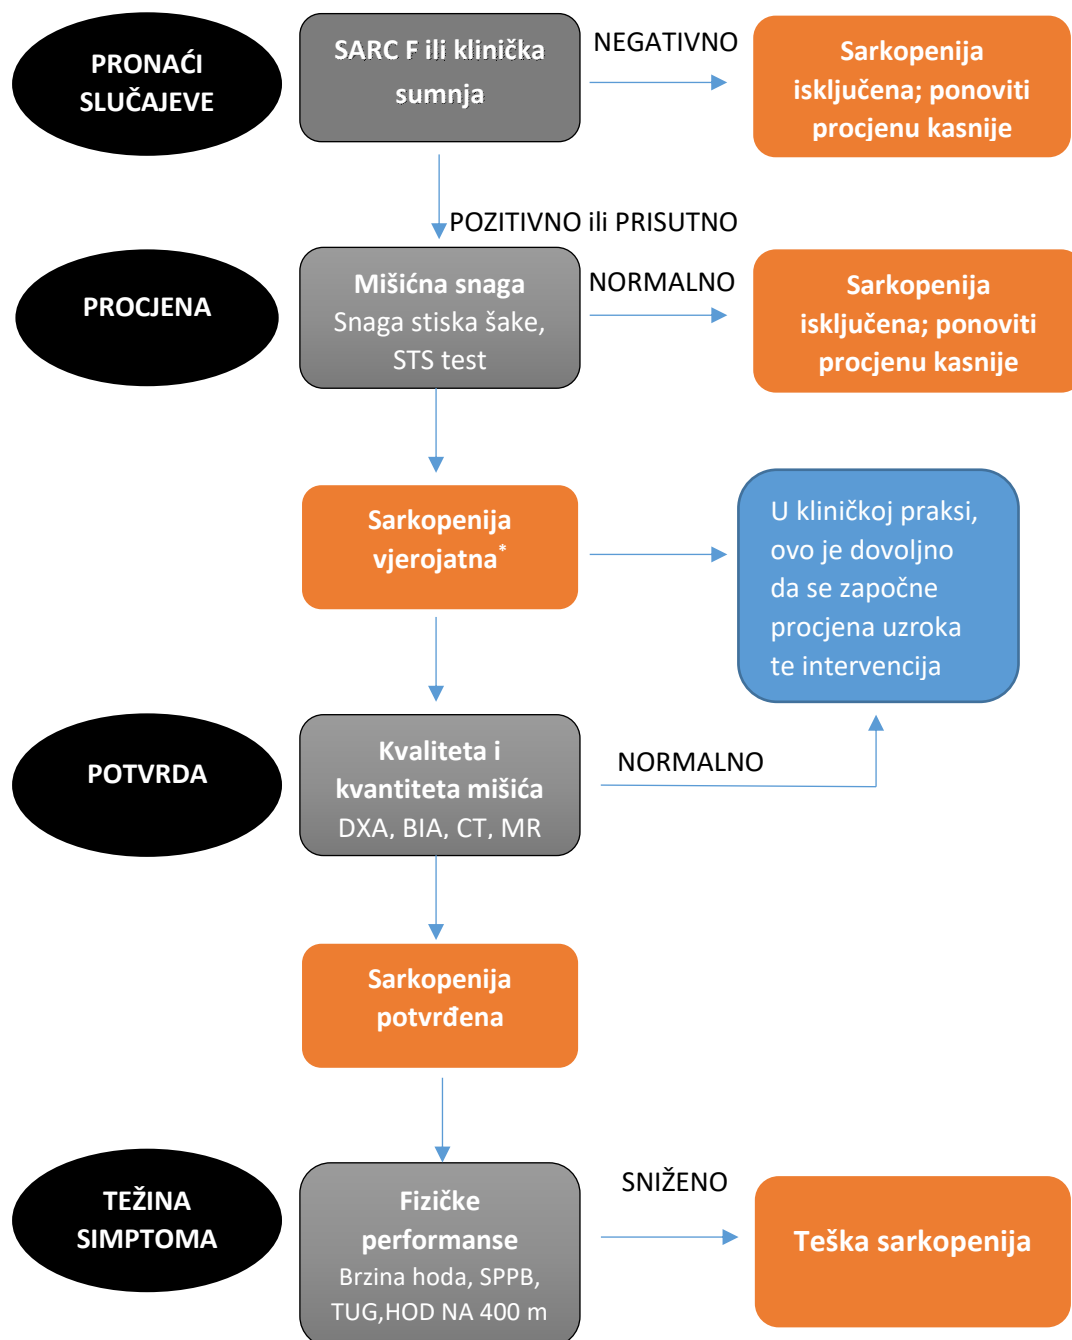 PRONAĆI
SLUČAJEVE
SARC F ili klinička
sumnja
NEGATIVNO
Sarkopenija
isključena; ponoviti
procjenu kasnije
POZITIVNO ili PRISUTNO
PROCJENA
Mišićna snaga
Snaga stiska šake,
STS test
NORMALNO
Sarkopenija
isključena; ponoviti
procjenu kasnije
Sarkopenija
vjerojatna*
U kliničkoj praksi,
ovo je dovoljno
da se započne
procjena uzroka
te intervencija
POTVRDA
Kvaliteta i
kvantiteta mišića
DXA, BIA, CT, MR
NORMALNO
Sarkopenija
potvrđena
TEŽINA
SIMPTOMA
Fizičke
performanse
Brzina hoda, SPPB,
TUG,HOD NA 400 m
SNIŽENO
Teška sarkopenija